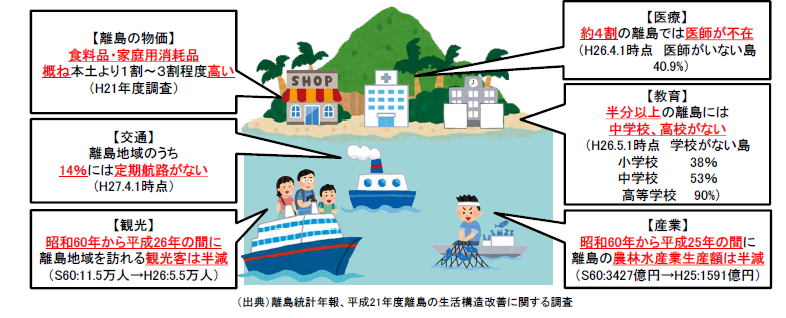 【離島の物価】
食料品・家庭用消耗品
概ね本土より1割～3割程度高い
(H21年度調査)
【交通】
離島地域のうち
14%には定期航路がない
(H27.4.1時点)
【観光】
昭和60年から平成26年の間に
離島地域を訪れる観光客は半減
(S60:11.5万人→H26:5.5万人)
SHOP
【医療】
約4割の離島では医師が不在
(H26.4.1時点 医師がいない島
40.9%)
【教育】
半分以上の離島には
中学校、高校がない
(H26.5.1時点 学校がない島
小学校 38%
中学校 53%
高等学校 90%)
【産業】
昭和60年から平成25年の間に
離島の農林水産業生産額は半減
(S60:3427億円→H25:1591億円)
(出典)離島統計年報、平成21年度離島の生活構造改善に関する調査